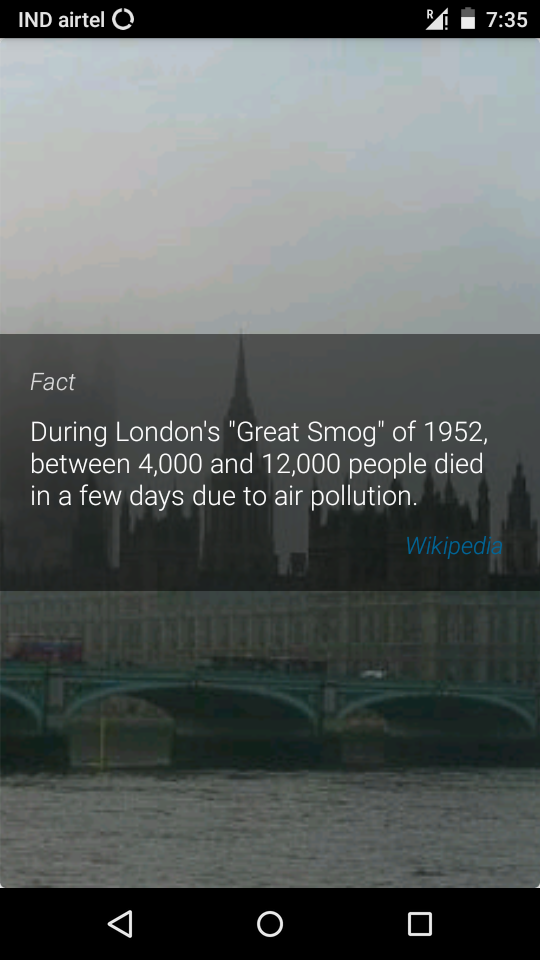 IND airtel R 7:35
Fact
During London's "Great Smog" of 1952,
between 4,000 and 12,000 people died
in a few days due to air pollution.
Wikipedia